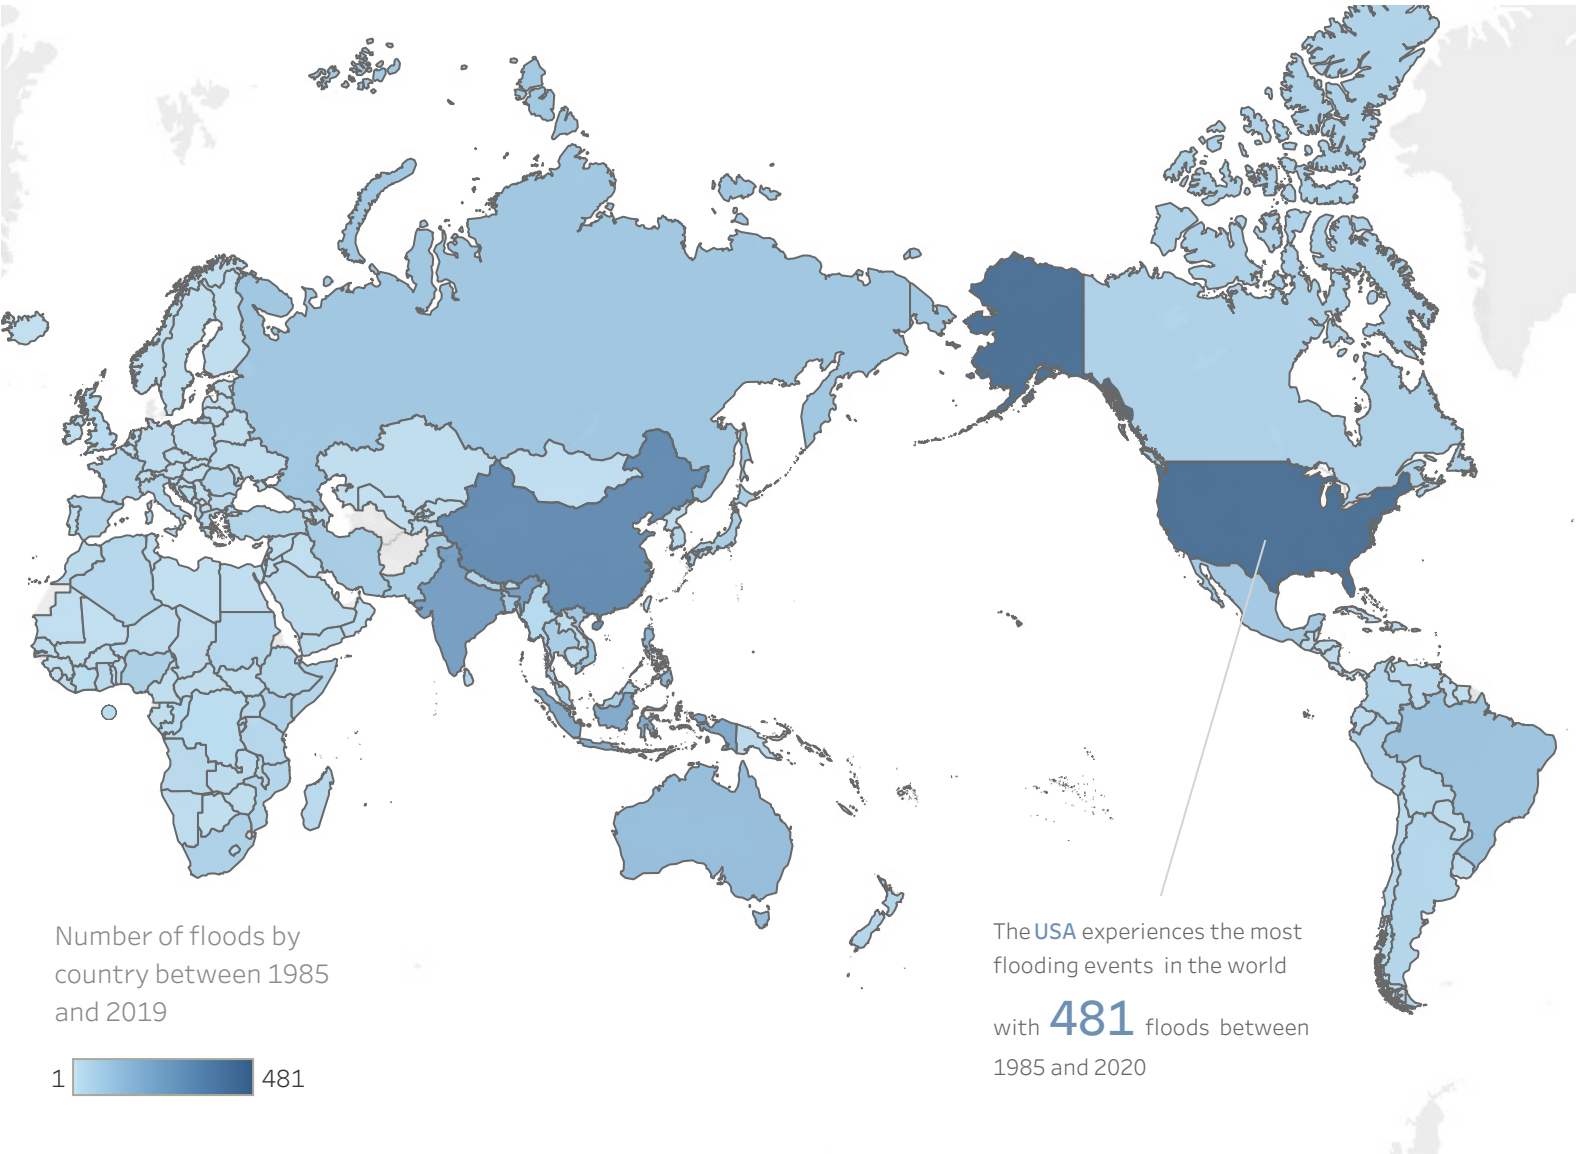 Number of floods by
country between 1985
and 2019
1 481
The USA experiences the most
flooding events in the world
with 481 floods between
1985 and 2020